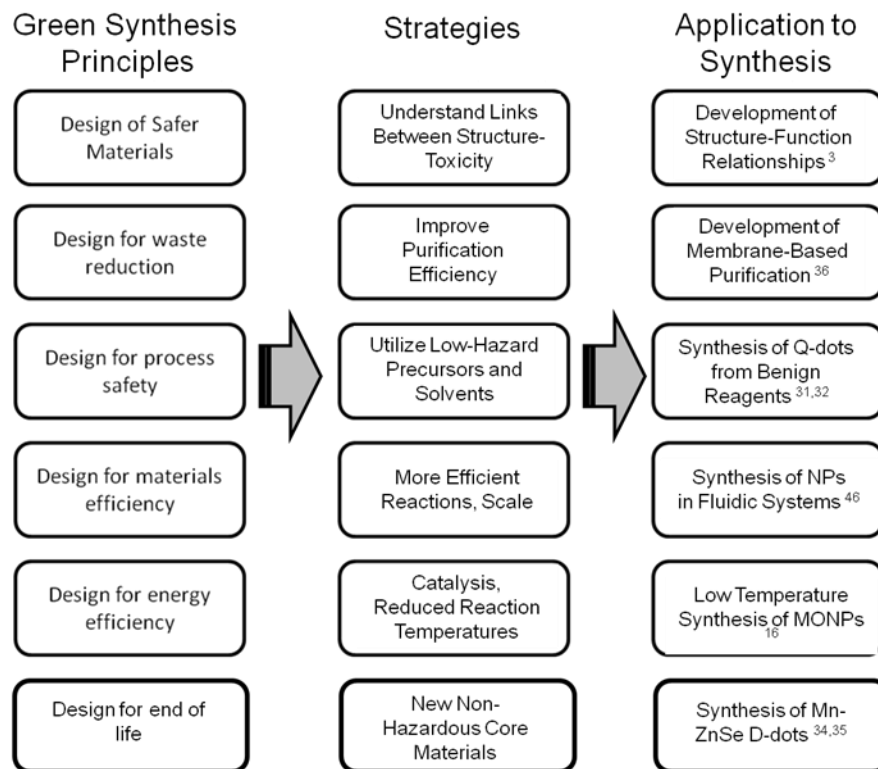 Green Synthesis
Principles
Strategies
Application to
Synthesis
Design of Safer
Materials
Understand Links
Between Structure-
Toxicity
Development of
Structure-Function
Relationships 3
Design for waste
reduction
Improve
Purification
Efficiency
Development of
Membrane-Based
Purification 36
Design for process
safety
Utilize Low-Hazard
Precursors and
Solvents
Synthesis of Q-dots
from Benign
Reagents 31,32
Design for materials
efficiency
More Efficient
Reactions, Scale
Synthesis of NPs
in Fluidic Systems 46
Design for energy
efficiency
Catalysis,
Reduced Reaction
Temperatures
Low Temperature
Synthesis of MONPs
16
Design for end of
life
New Non-
Hazardous Core
Materials
Synthesis of Mn-
ZnSe D-dots 34,35